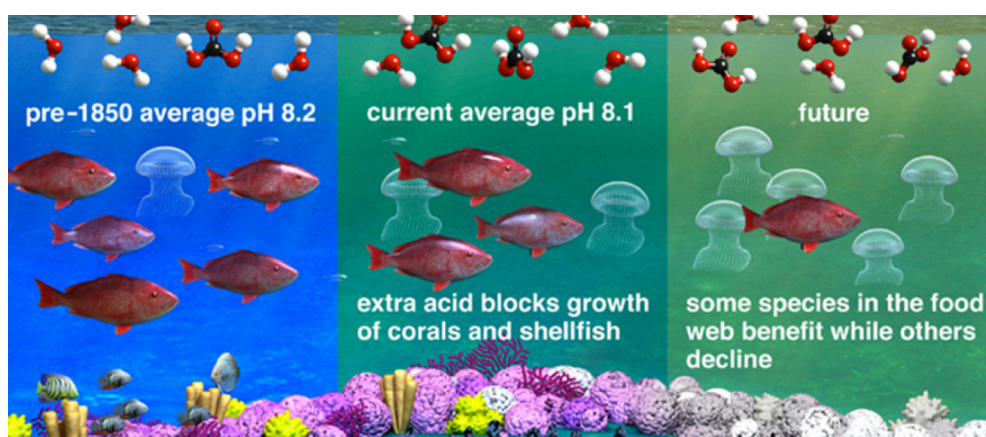 pre-1850 average pH 8.2
current average pH 8.1
extra acid blocks growth
of corals and shellfish
future
some species in the food
web benefit while others
decline